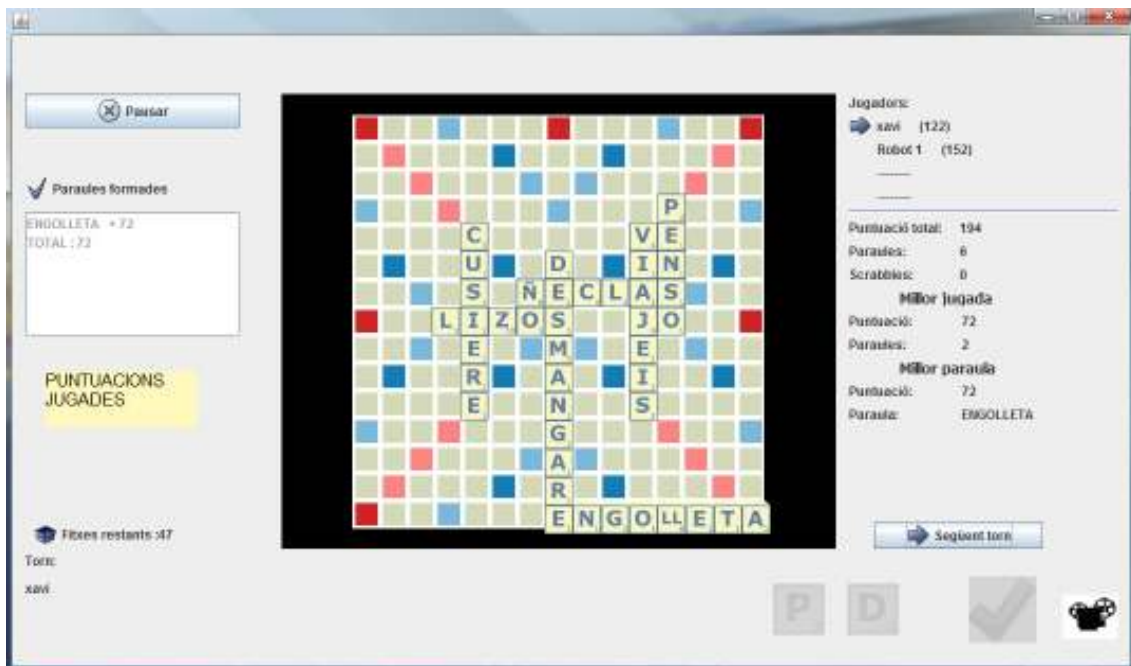 Pausar
Paraules formades
ENGOLLETA +72
TOTAL :72
PUNTUACIONS
JUGADES
Fitxes restants :47
Torn:
xavi
P
C V E
U D I N
S Ñ E C L A S
L I Z O S J O
E M E
R A I
E N S
G
A
R
E N G O LL E T A
Jugadors:
xavi (122)
Robot 1 (152)
--------
--------
Puntuació total: 194
Paraules: 6
Scrabbles: 0
Millor jugada
Puntuació: 72
Paraules: 2
Millor paraula
Puntuació: 72
Paraula: ENGOLLETA
Següent torn
P D